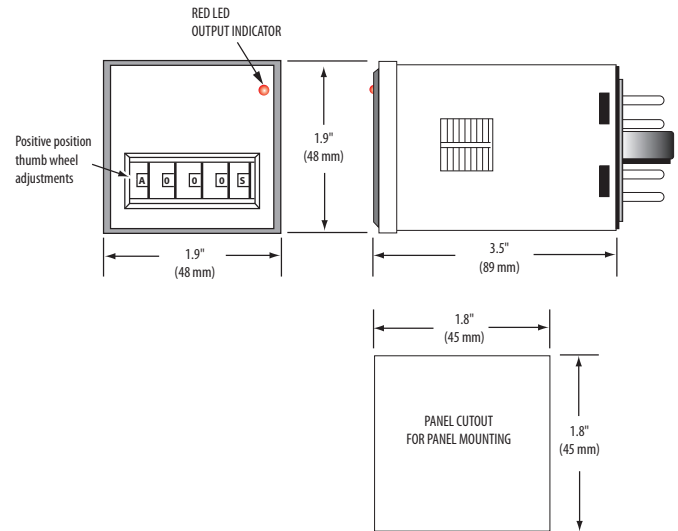 RED LED
OUTPUT INDICATOR
Positive position
thumb wheel
adjustments
A 0 0 0 S
1.9"
(48 mm)
1.9"
(48 mm)
3.5"
(89 mm)
1.8"
(45 mm)
PANEL CUTOUT
FOR PANEL MOUNTING
1.8"
(45 mm)